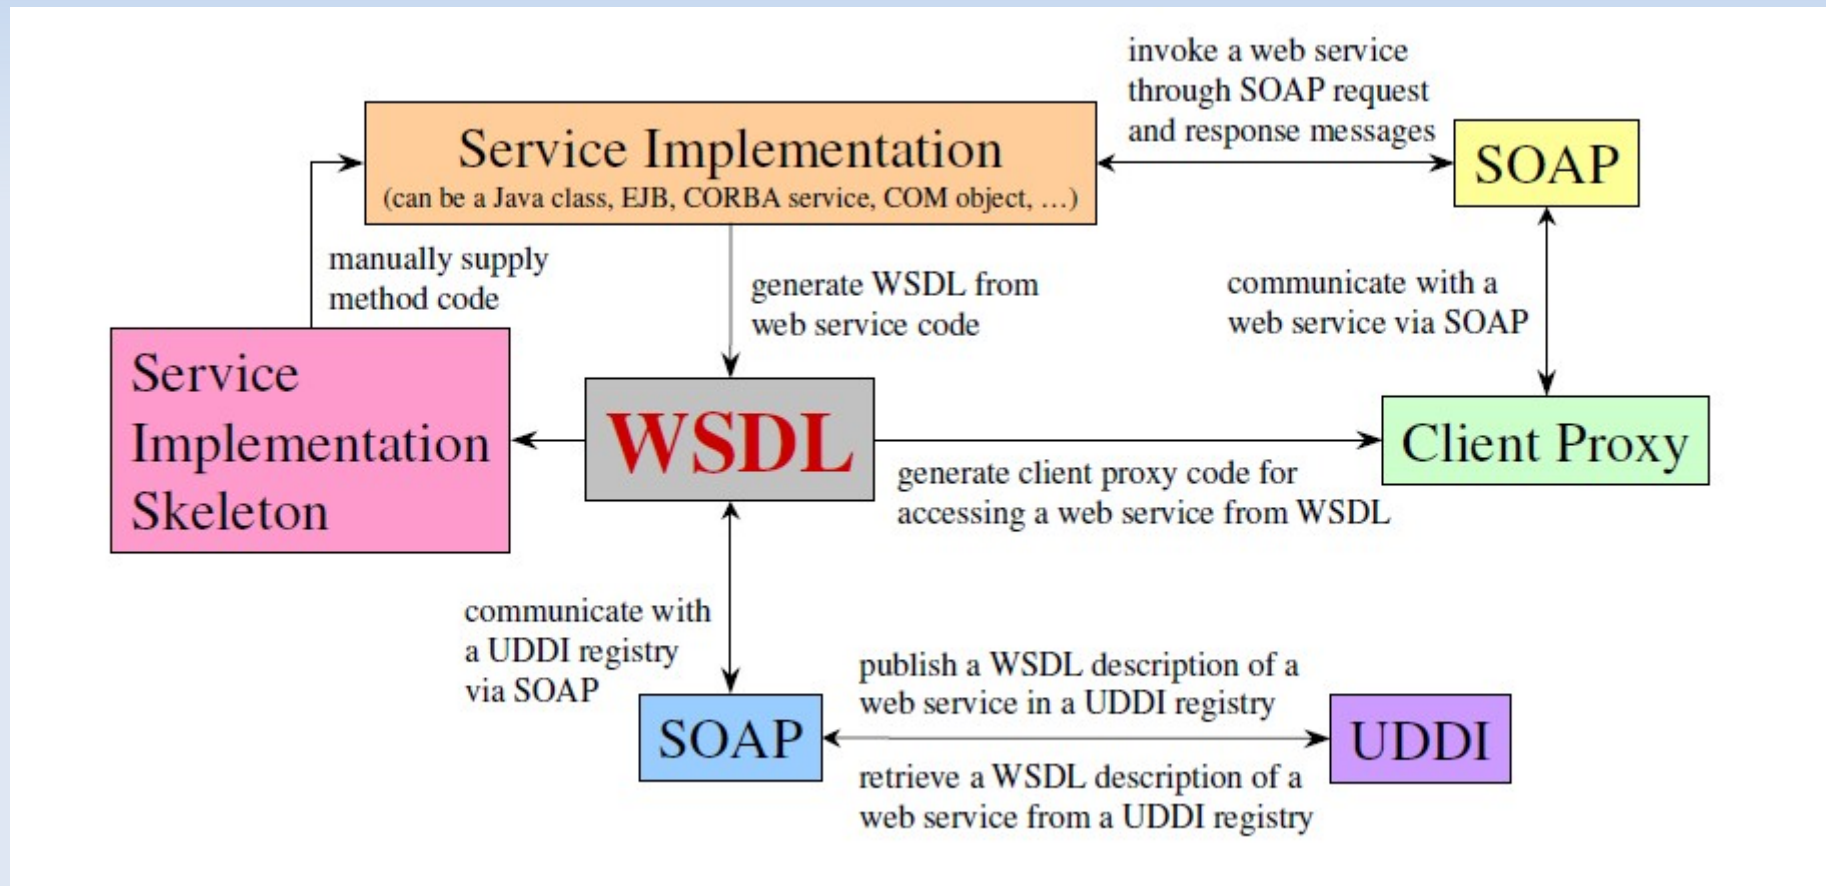 invoke a web service
through SOAP request
and response messages
Service Implementation
(can be a Java class, EJB, CORBA service, COM object, …)
SOAP
manually supply
method code
generate WSDL from
web service code
communicate with a
web service via SOAP
Service
Implementation
Skeleton
WSDL
Client Proxy
generate client proxy code for
accessing a web service from WSDL
communicate with
a UDDI registry
via SOAP
publish a WSDL description of a
web service in a UDDI registry
SOAP
UDDI
retrieve a WSDL description of a
web service from a UDDI registry